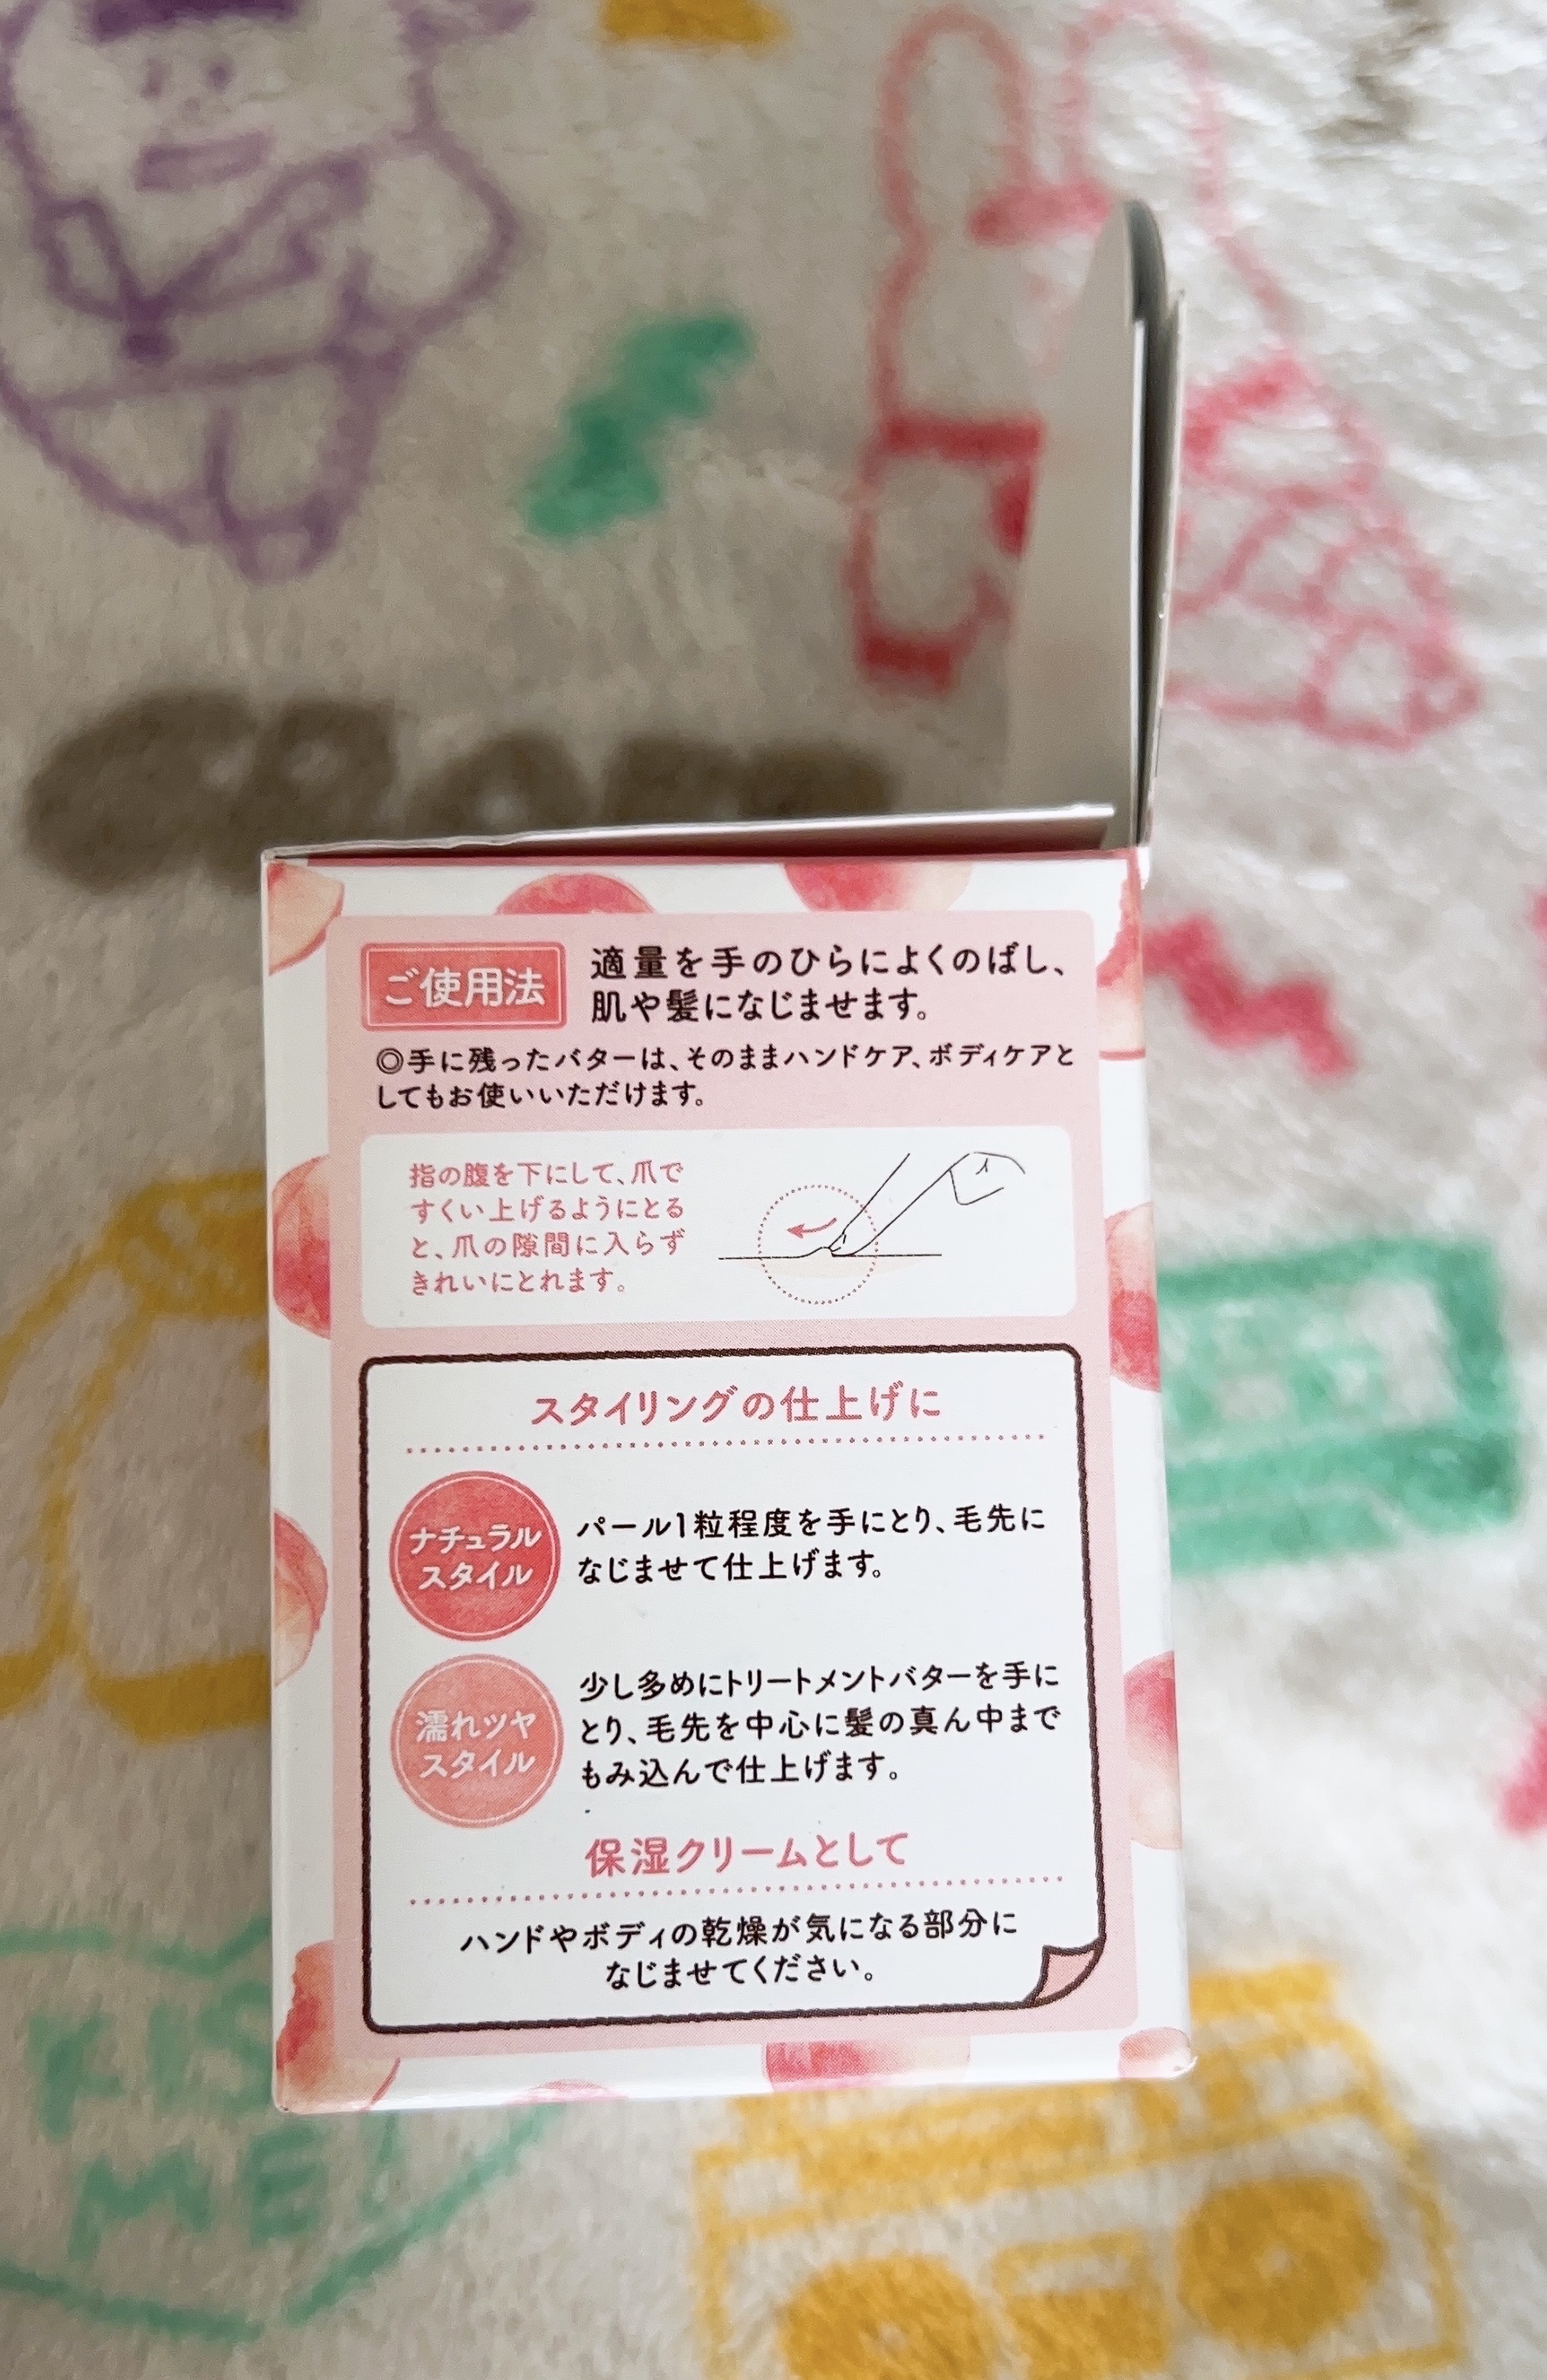 ご使用法
適量を手のひらによくのばし、
肌や髪になじませます。
◎手に残ったバターは、そのままハンドケア、ボディケアと
してもお使いいただけます。
指の腹を下にして、爪で
すくい上げるようにとる
と、爪の隙間に入らず
きれいにとれます。
スタイリングの仕上げに
ナチュラル
スタイル
パール1粒程度を手にとり、毛先に
なじませて仕上げます。
濡れツヤ
スタイル
少し多めにトリートメントバターを手に
とり、毛先を中心に髪の真ん中まで
もみ込んで仕上げます。
保湿クリームとして
ハンドやボディの乾燥が気になる部分に
なじませてください。
KISS
ME